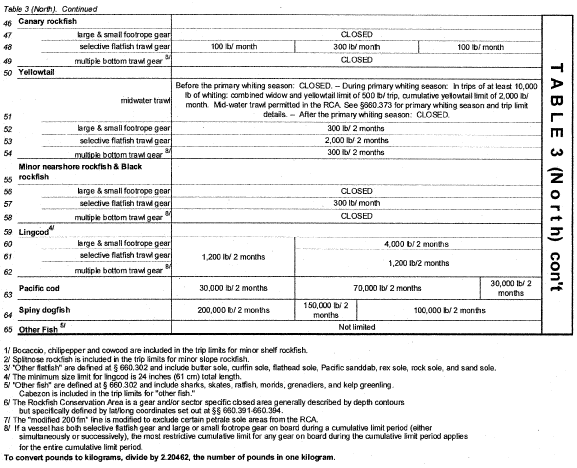 Table 3 (North). Continued
46 Canary rockfish
47 large & small footrope gear CLOSED
48 selective flatfish trawl gear 100 lb/ month 300 lb/ month 100 lb/ month
49 multiple bottom trawl gear 8/ CLOSED
50 Yellowtail
51 midwater trawl
Before the primary whiting season: CLOSED. – During primary whiting season: In trips of at least 10,000
lb of whiting: combined widow and yellowtail limit of 500 lb/ trip, cumulative yellowtail limit of 2,000 lb/
month. Mid-water trawl permitted in the RCA. See §660.373 for primary whiting season and trip limit
details. – After the primary whiting season: CLOSED.
52 large & small footrope gear 300 lb/ 2 months
53 selective flatfish trawl gear 2,000 lb/ 2 months
54 multiple bottom trawl gear 8/ 300 lb/ 2 months
55 Minor nearshore rockfish & Black
rockfish
56 large & small footrope gear CLOSED
57 selective flatfish trawl gear 300 lb/ month
58 multiple bottom trawl gear 8/ CLOSED
59 Lingcod4/
60 large & small footrope gear 4,000 lb/ 2 months
61 selective flatfish trawl gear 1,200 lb/ 2 months 1,200 lb/ 2 months
62 multiple bottom trawl gear 8/
63 Pacific cod 30,000 lb/ 2 months 70,000 lb/ 2 months 30,000 lb/ 2
months
64 Spiny dogfish 200,000 lb/ 2 months 150,000 lb/ 2
months 100,000 lb/ 2 months
65 Other Fish 5/ Not limited
TABLE 3 (North) con't
1/ Bocaccio, chilipepper and cowcod are included in the trip limits for minor shelf rockfish.
2/ Splitnose rockfish is included in the trip limits for minor slope rockfish.
3/ "Other flatfish" are defined at § 660.302 and include butter sole, curlfin sole, flathead sole, Pacific sanddab, rex sole, rock sole, and sand sole.
4/ The minimum size limit for lingcod is 24 inches (61 cm) total length.
5/ "Other fish" are defined at § 660.302 and include sharks, skates, ratfish, morids, grenadiers, and kelp greenling.
Cabezon is included in the trip limits for "other fish."
6/ The Rockfish Conservation Area is a gear and/or sector specific closed area generally described by depth contours
but specifically defined by lat/long coordinates set out at §§ 660.391-660.394.
7/ The "modified 200 fm" line is modified to exclude certain petrale sole areas from the RCA.
8/ If a vessel has both selective flatfish gear and large or small footrope gear on board during a cumulative limit period (either
simultaneously or successively), the most restrictive cumulative limit for any gear on board during the cumulative limit period applies
for the entire cumulative limit period.
To convert pounds to kilograms, divide by 2.20462, the number of pounds in one kilogram.